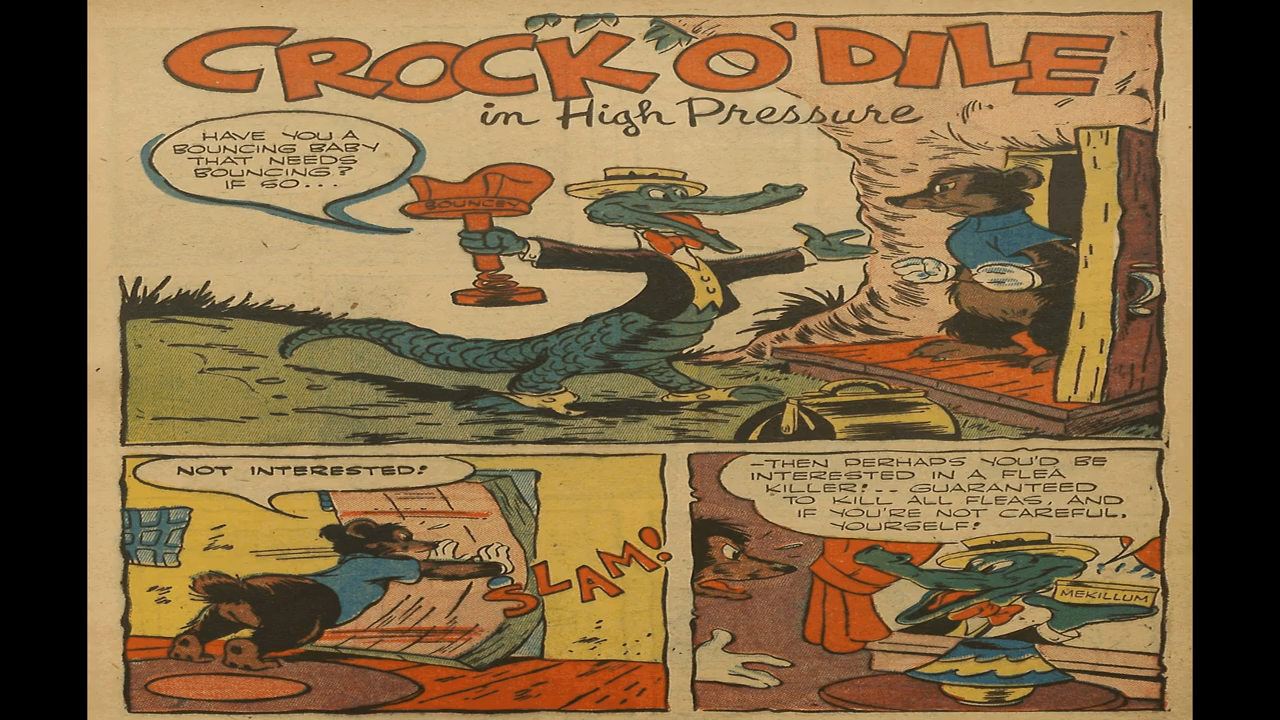 CROCK O' DILE
in High Pressure
HAVE YOU A
BOUNCING BABY
THAT NEEDS
BOUNCING?
IF SO...
BOUNCEY
NOT INTERESTED!
SLAM!
-THEN PERHAPS YOU'D BE
INTERESTED IN A FLEA
KILLER!.. GUARANTEED
TO KILL ALL FLEAS, AND
IF YOU'RE NOT CAREFUL,
YOURSELF!
MEKILLUM